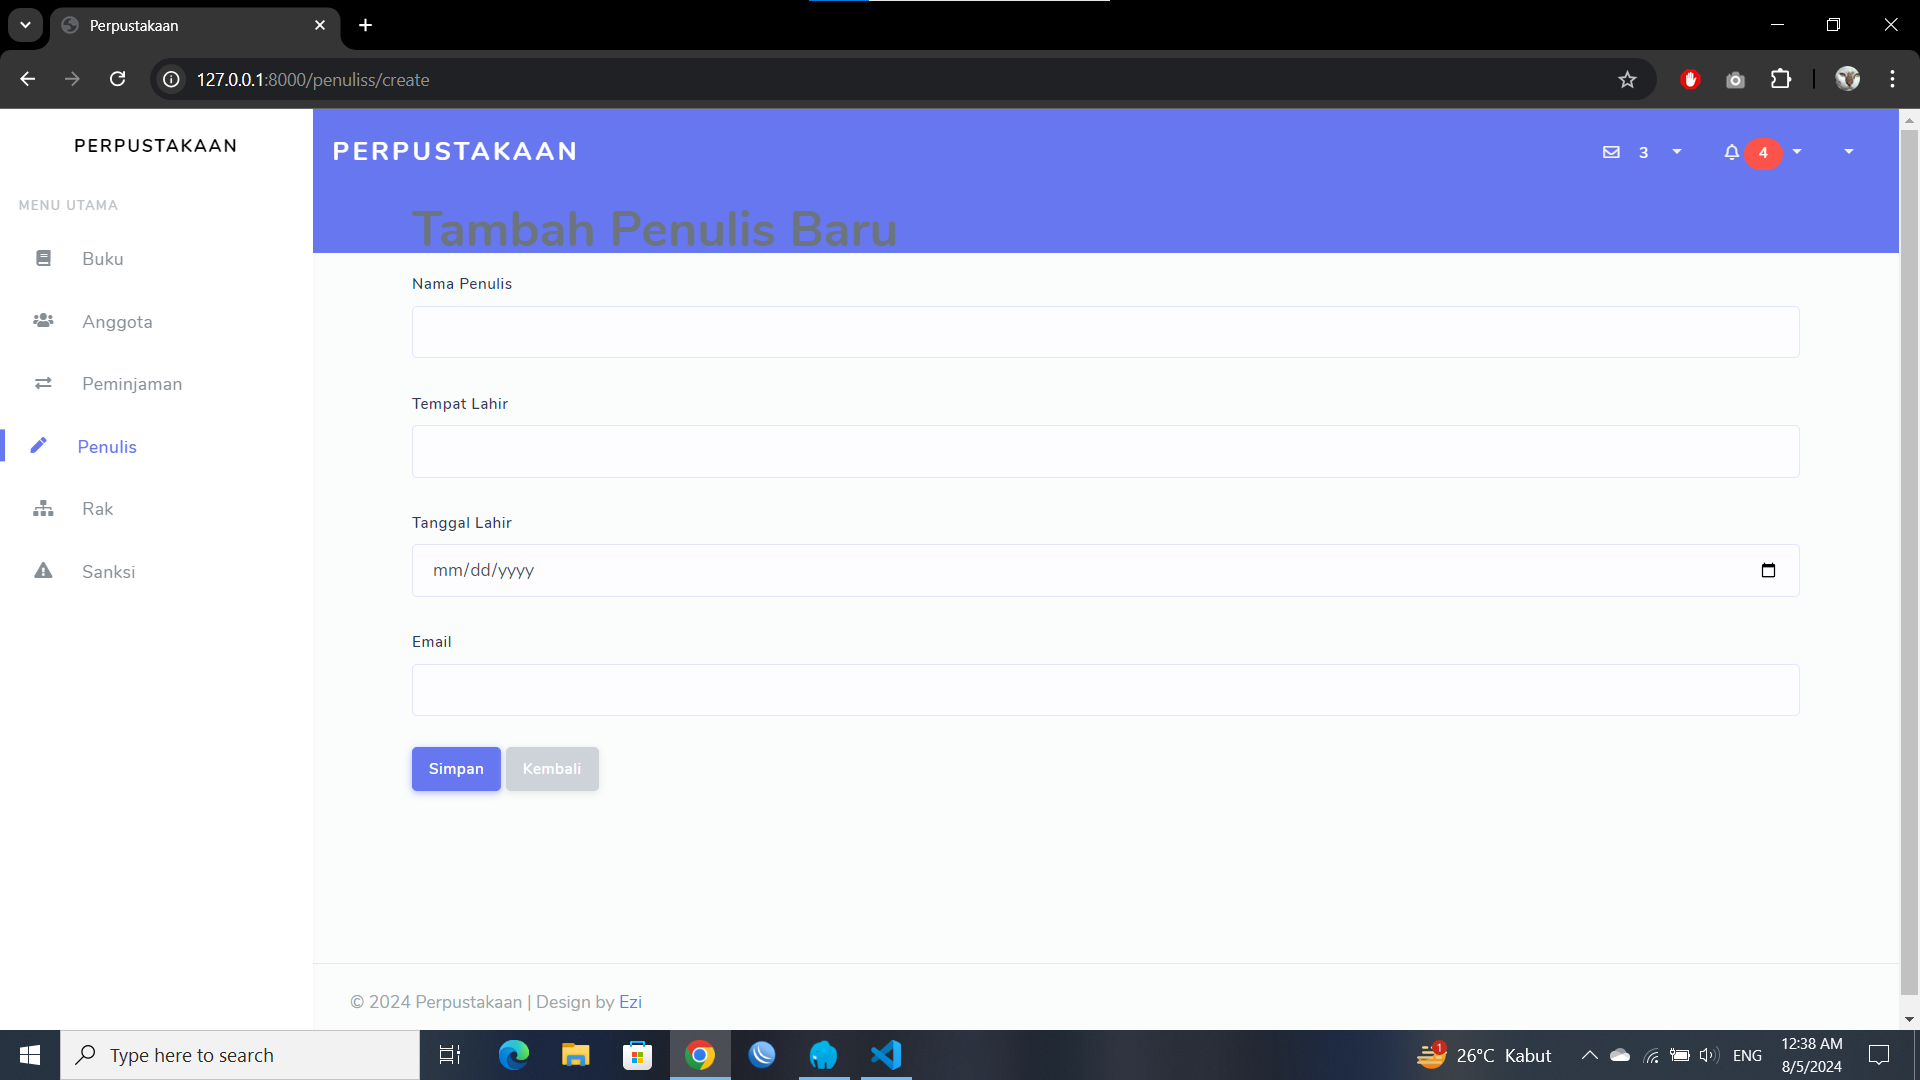 Perpustakaan
127.0.0.1:8000/penuliss/create
PERPUSTAKAAN
PERPUSTAKAAN
3
4
MENU UTAMA
Buku
Anggota
Peminjaman
Penulis
Rak
Sanksi
Tambah Penulis Baru
Nama Penulis
Tempat Lahir
Tanggal Lahir
mm/dd/yyyy
Email
Simpan
Kembali
© 2024 Perpustakaan | Design by Ezi
Type here to search
1
26°C Kabut
ENG
12:38 AM
8/5/2024